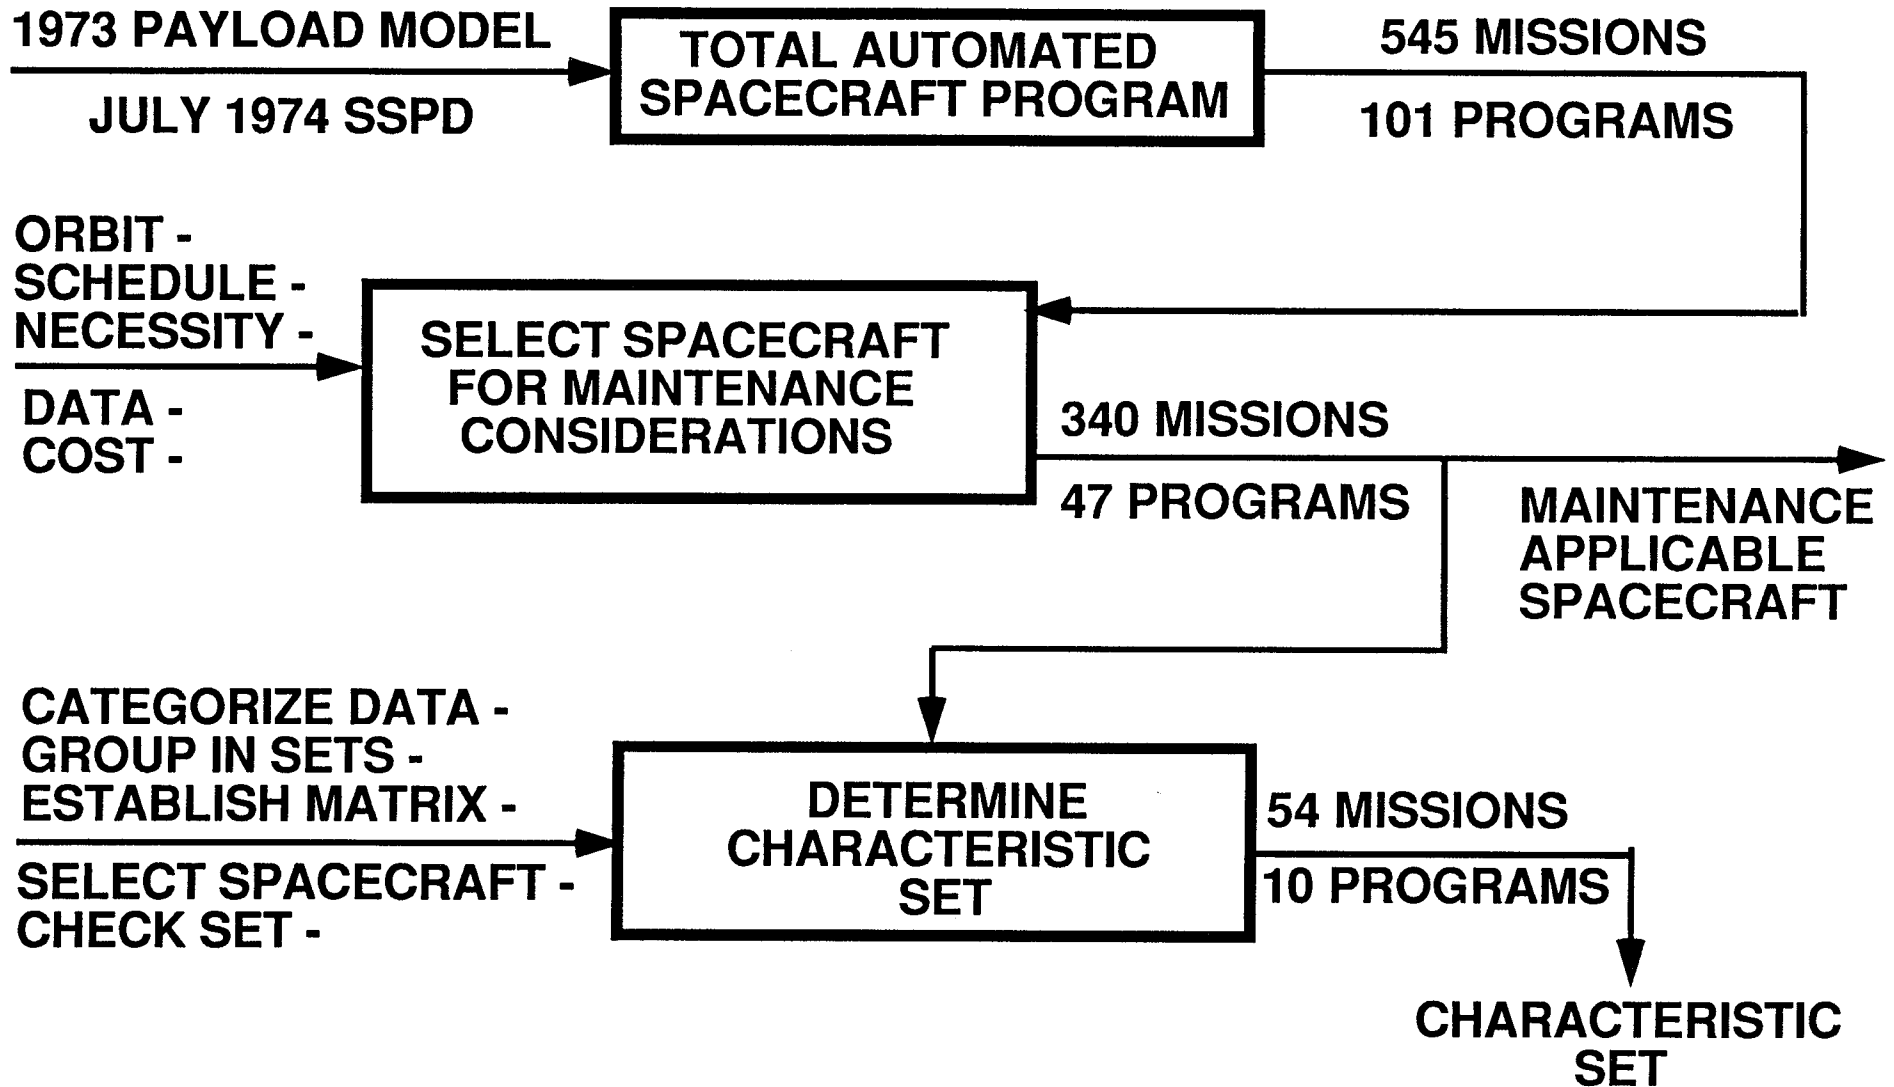 1973 PAYLOAD MODEL
JULY 1974 SSPD
TOTAL AUTOMATED
SPACECRAFT PROGRAM
545 MISSIONS
101 PROGRAMS
ORBIT -
SCHEDULE -
NECESSITY -
DATA -
COST -
SELECT SPACECRAFT
FOR MAINTENANCE
CONSIDERATIONS
340 MISSIONS
47 PROGRAMS
MAINTENANCE
APPLICABLE
SPACECRAFT
CATEGORIZE DATA -
GROUP IN SETS -
ESTABLISH MATRIX -
SELECT SPACECRAFT -
CHECK SET -
DETERMINE
CHARACTERISTIC
SET
54 MISSIONS
10 PROGRAMS
CHARACTERISTIC
SET